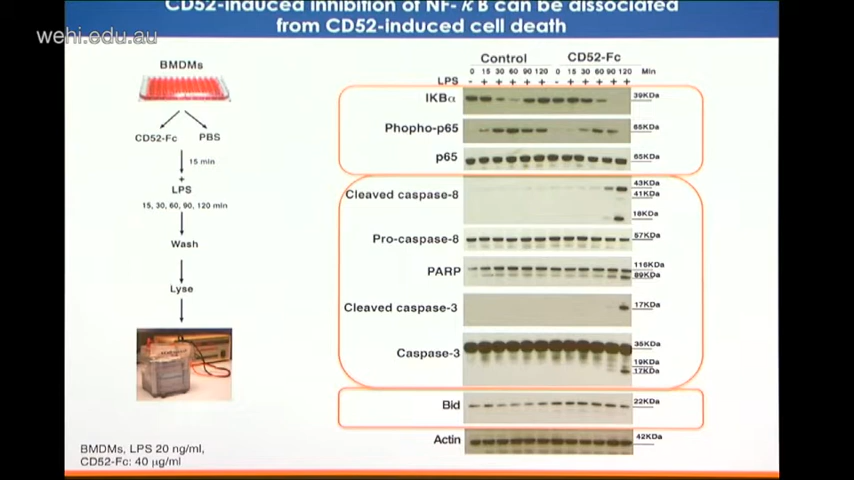 CD52-induced inhibition of NF-κB can be dissociated
from CD52-induced cell death
wehi.edu.au
BMDMs
CD52-Fc PBS
15 min
+
LPS
15, 30, 60, 90, 120 min
Wash
Lyse
BMDMs, LPS 20 ng/ml,
CD52-Fc: 40 µg/ml
Control CD52-Fc
0 15 30 60 90 120 0 15 30 60 90 120 Min
LPS - + + + + + - + + + + +
IKBα 39KDa
Phopho-p65 65KDa
p65 65KDa
Cleaved caspase-8 43KDa
41KDa
18KDa
Pro-caspase-8 57KDa
PARP 116KDa
89KDa
Cleaved caspase-3 17KDa
Caspase-3 35KDa
19KDa
17KDa
Bid 22KDa
Actin 42KDa